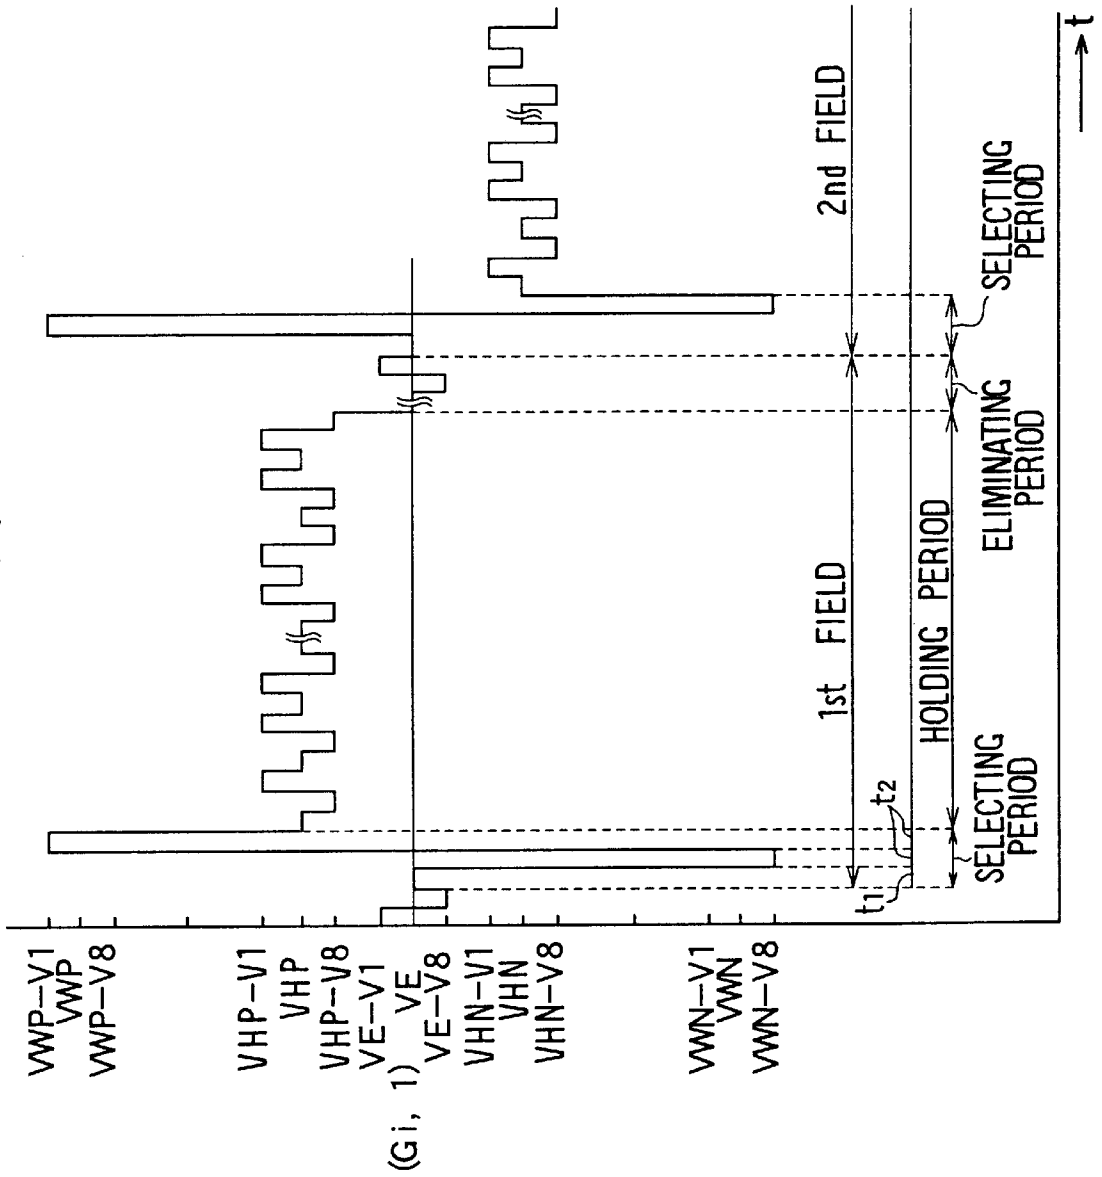 VWP–V1
VWP
VWP–V8
VHP–V1
VHP
VHP–V8
VE–V1
VE
VE–V8
VHN–V1
VHN
VHN–V8
VWN–V1
VWN
VWN–V8
(Gi, 1)
1st FIELD
2nd FIELD
t1
t2
HOLDING PERIOD
SELECTING
PERIOD
ELIMINATING
PERIOD
SELECTING
PERIOD
t